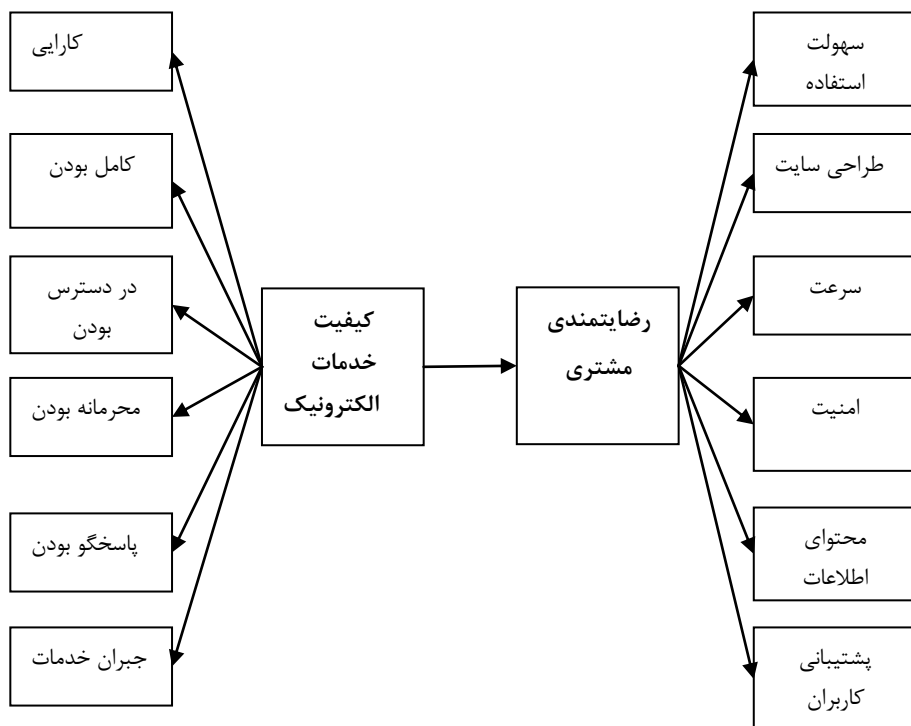 کارایی
کامل بودن
در دسترس
بودن
محرمانه بودن
پاسخگو بودن
جبران خدمات
کیفیت
خدمات
الکترونیک
رضایتمندی
مشتری
سهولت
استفاده
طراحی سایت
سرعت
امنیت
محتوای
اطلاعات
پشتیبانی
کاربران